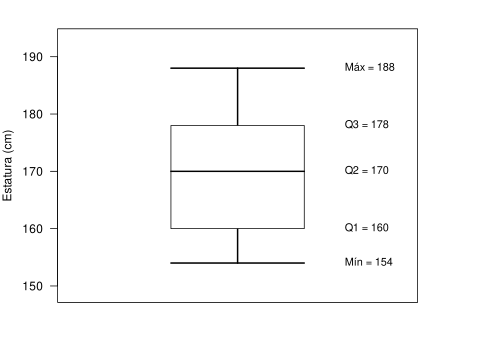 190
Máx = 188
180
Q3 = 178
170
Q2 = 170
Estatura (cm)
160
Q1 = 160
Mín = 154
150